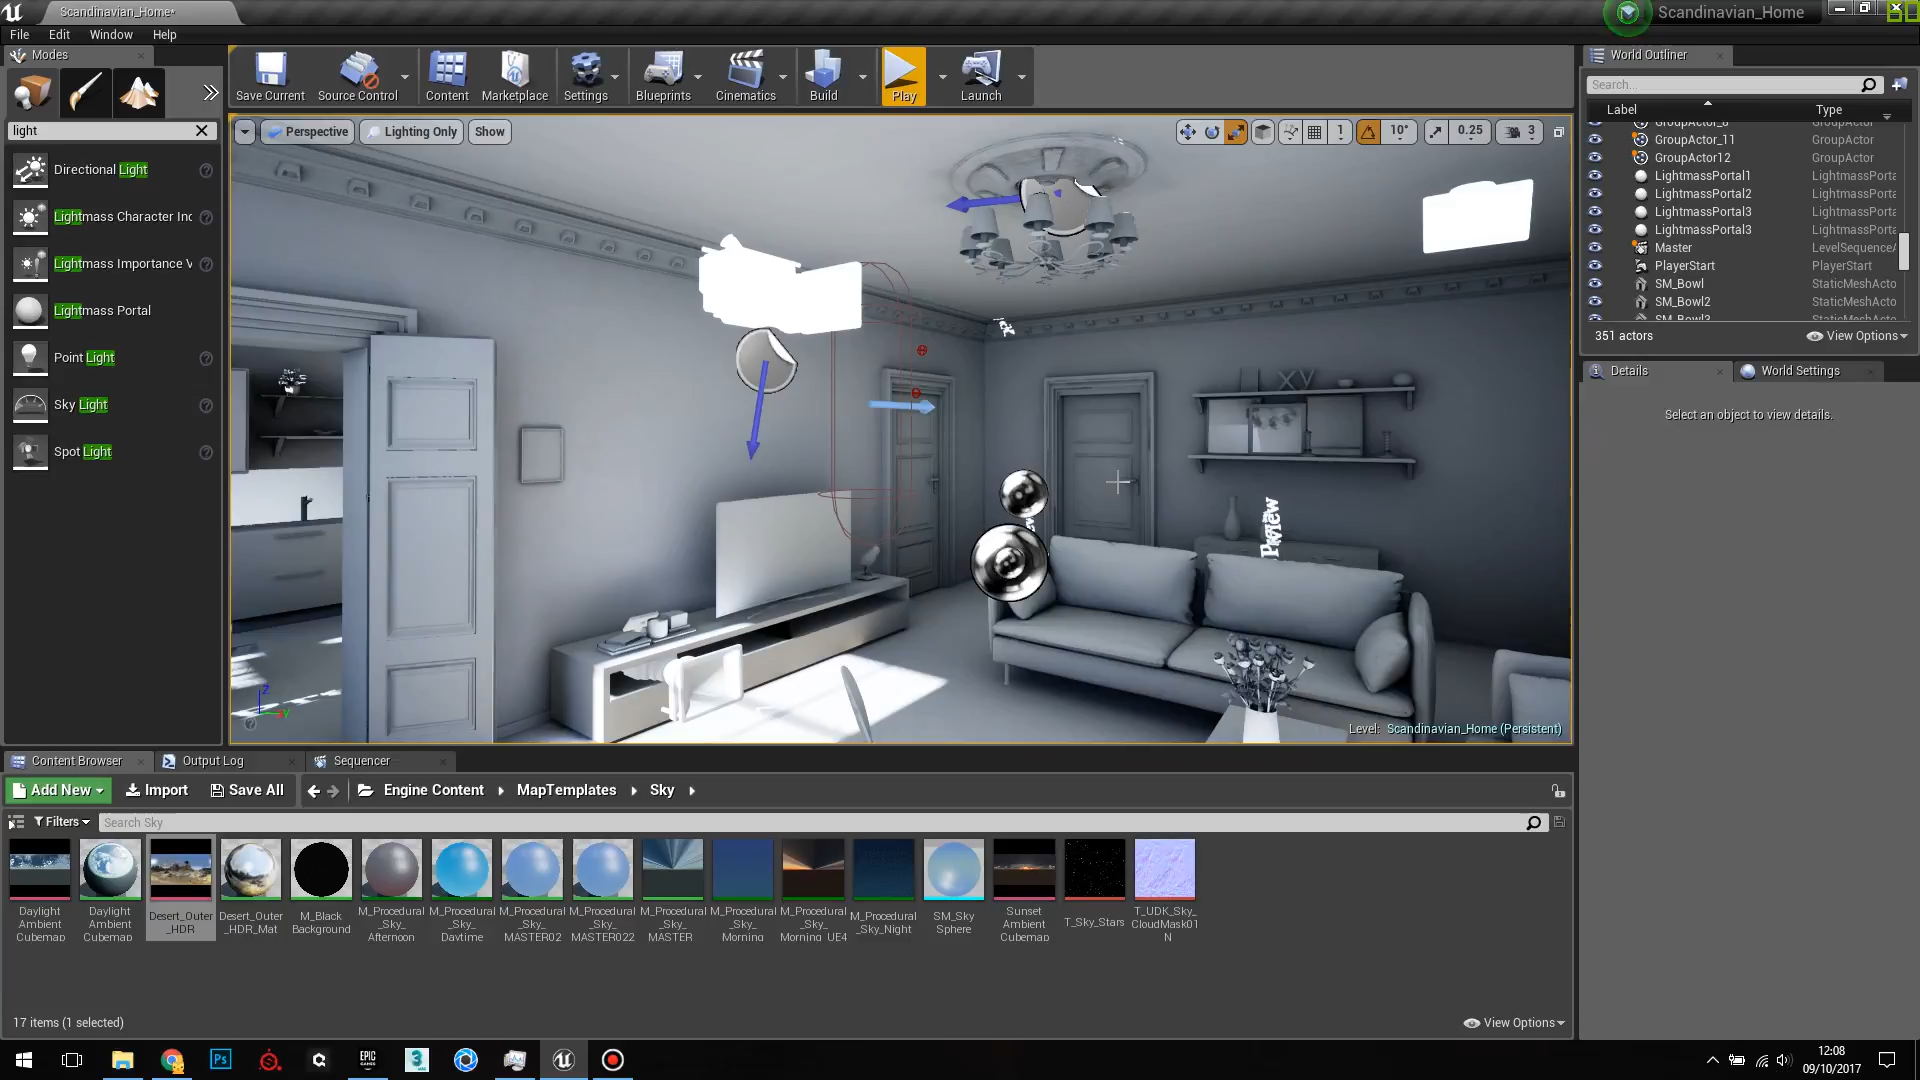 Scandinavian_Home*
Scandinavian_Home
File Edit Window Help
Modes
World Outliner
Save Current
Source Control
Content
Marketplace
Settings
Blueprints
Cinematics
Build
Play
Launch
Search...
Label Type
light
Perspective
Lighting Only
Show
1
10°
0.25
3
Directional Light
Lightmass Character Inc
Lightmass Importance V
Lightmass Portal
Point Light
Sky Light
Spot Light
GroupActor_11 GroupActor
GroupActor12 GroupActor
LightmassPortal1 LightmassPorta
LightmassPortal2 LightmassPorta
LightmassPortal3 LightmassPorta
LightmassPortal3 LightmassPorta
Master LevelSequenceA
PlayerStart PlayerStart
SM_Bowl StaticMeshActo
SM_Bowl2 StaticMeshActo
351 actors
View Options
Details
World Settings
Select an object to view details.
Preview
Z
Y
Level: Scandinavian_Home (Persistent)
Content Browser
Output Log
Sequencer
Add New
Import
Save All
Engine Content
MapTemplates
Sky
Filters
Search Sky
Daylight Ambient Cubemap
Daylight Ambient Cubemap
Desert_Outer _HDR
Desert_Outer _HDR_Mat
M_Black Background
M_Procedural _Sky_ Afternoon
M_Procedural _Sky_ Daytime
M_Procedural _Sky_ MASTER02
M_Procedural _Sky_ MASTER022
M_Procedural _Sky_ MASTER
M_Procedural _Sky_ Morning
M_Procedural _Sky_ Morning_UE4
M_Procedural _Sky_Night
SM_Sky Sphere
Sunset Ambient Cubemap
T_Sky_Stars
T_UDK_Sky_ CloudMask01 N
17 items (1 selected)
View Options
Ps
EPIC
GAMES
3
12:08
09/10/2017